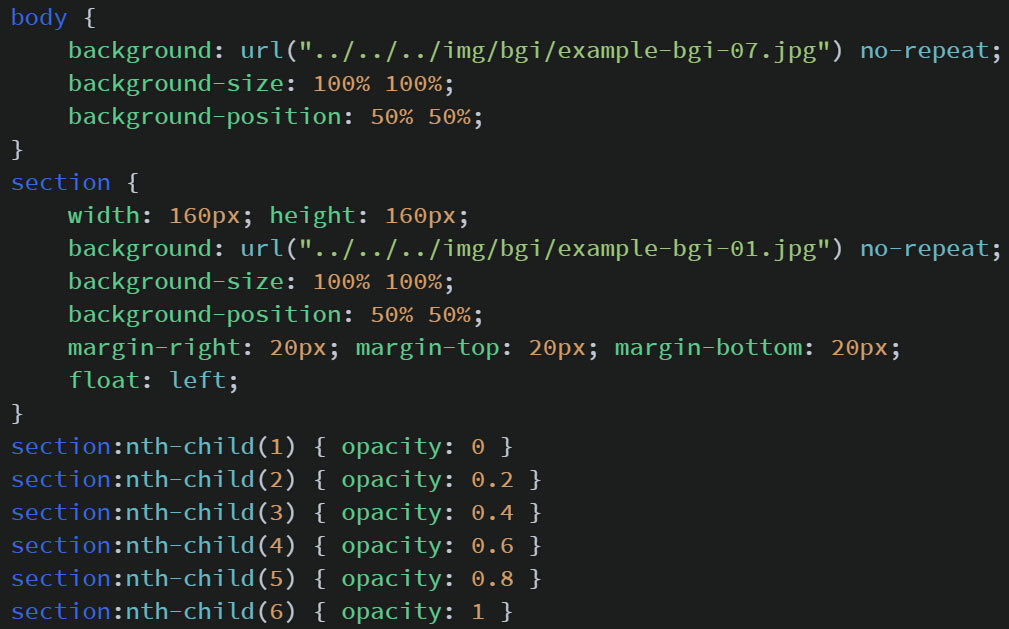 body {
    background: url("../../../img/bgi/example-bgi-07.jpg") no-repeat;
    background-size: 100% 100%;
    background-position: 50% 50%;
}
section {
    width: 160px; height: 160px;
    background: url("../../../img/bgi/example-bgi-01.jpg") no-repeat;
    background-size: 100% 100%;
    background-position: 50% 50%;
    margin-right: 20px; margin-top: 20px; margin-bottom: 20px;
    float: left;
}
section:nth-child(1) { opacity: 0 }
section:nth-child(2) { opacity: 0.2 }
section:nth-child(3) { opacity: 0.4 }
section:nth-child(4) { opacity: 0.6 }
section:nth-child(5) { opacity: 0.8 }
section:nth-child(6) { opacity: 1 }